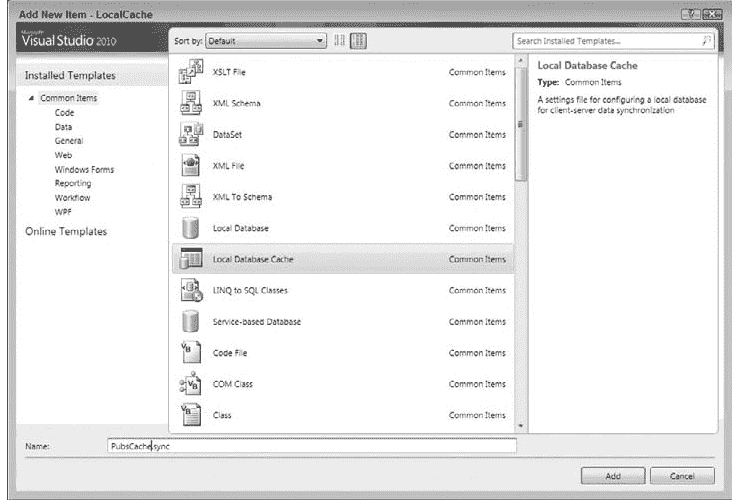 Add New Item - LocalCache
Microsoft
Visual Studio 2010
Sort by: Default
Search Installed Templates...
Installed Templates
Common Items
Code
Data
General
Web
Windows Forms
Reporting
Workflow
WPF
Online Templates
XSLT File Common Items
XML Schema Common Items
DataSet Common Items
XML File Common Items
XML To Schema Common Items
Local Database Common Items
Local Database Cache Common Items
LINQ to SQL Classes Common Items
Service-based Database Common Items
Code File Common Items
COM Class Common Items
Class Common Items
Local Database Cache
Type: Common Items
A settings file for configuring a local database
for client-server data synchronization
Name: PubsCache.sync
Add Cancel